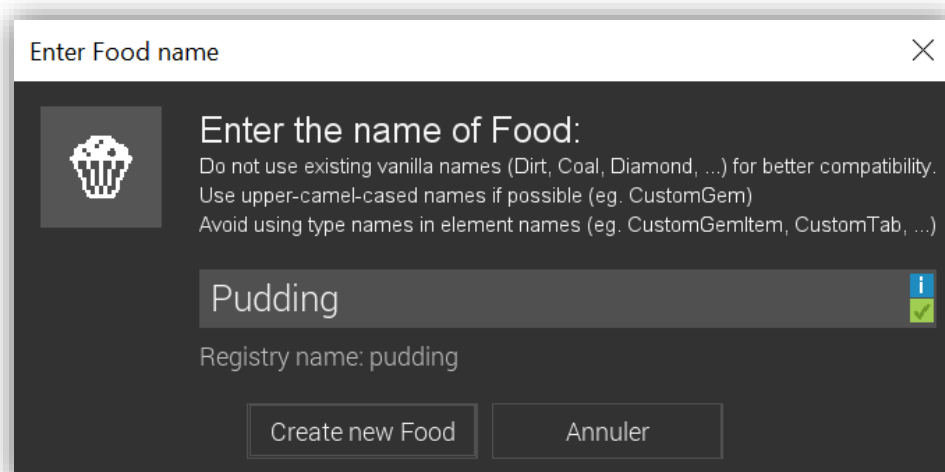 Enter Food name
Enter the name of Food:
Do not use existing vanilla names (Dirt, Coal, Diamond, ...) for better compatibility.
Use upper-camel-cased names if possible (eg. CustomGem)
Avoid using type names in element names (eg. CustomGemItem, CustomTab, ...)
Pudding
Registry name: pudding
Create new Food
Annuler